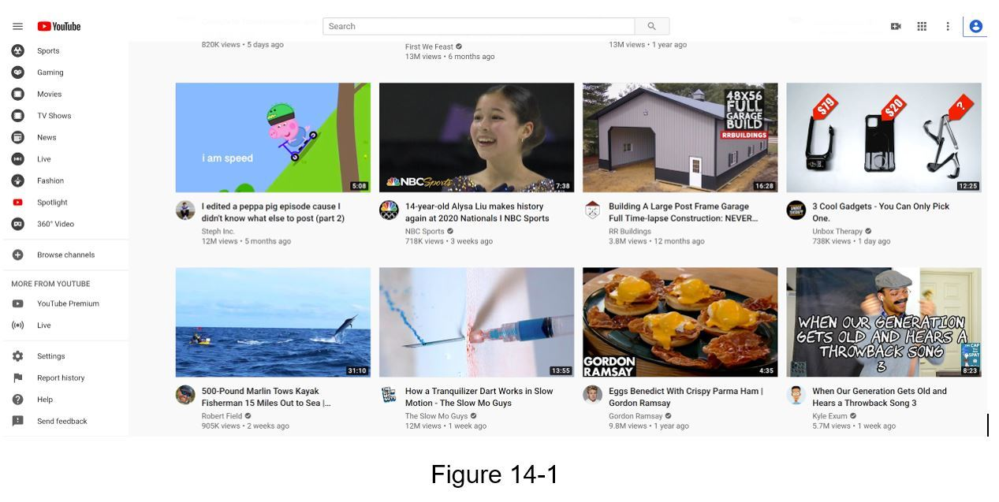 YouTube
Search
Sports
Gaming
Movies
TV Shows
News
Live
Fashion
Spotlight
360° Video
Browse channels
MORE FROM YOUTUBE
YouTube Premium
Live
Settings
Report history
Help
Send feedback
820K views • 5 days ago
First We Feast
13M views • 6 months ago
13M views • 1 year ago
i am speed
5:08
I edited a peppa pig episode cause I
didn't know what else to post (part 2)
Steph Inc.
12M views • 5 months ago
NBC Sports
7:38
14-year-old Alysa Liu makes history
again at 2020 Nationals I NBC Sports
NBC Sports
718K views • 3 weeks ago
48X56
FULL
GARAGE
BUILD
RRBUILDINGS
16:28
Building A Large Post Frame Garage
Full Time-lapse Construction: NEVER...
RR Buildings
3.8M views • 12 months ago
$79
$20
?
12:25
3 Cool Gadgets - You Can Only Pick
One.
Unbox Therapy
738K views • 1 day ago
31:10
500-Pound Marlin Tows Kayak
Fisherman 15 Miles Out to Sea |...
Robert Field
905K views • 2 weeks ago
13:55
How a Tranquilizer Dart Works in Slow
Motion - The Slow Mo Guys
The Slow Mo Guys
12M views • 1 week ago
GORDON
RAMSAY
4:35
Eggs Benedict With Crispy Parma Ham |
Gordon Ramsay
Gordon Ramsay
9.8M views • 1 year ago
WHEN OUR GENERATION
GETS OLD AND HEARS A
THROWBACK SONG
3
8:23
When Our Generation Gets Old and
Hears a Throwback Song 3
Kyle Exum
5.7M views • 1 week ago
Figure 14-1